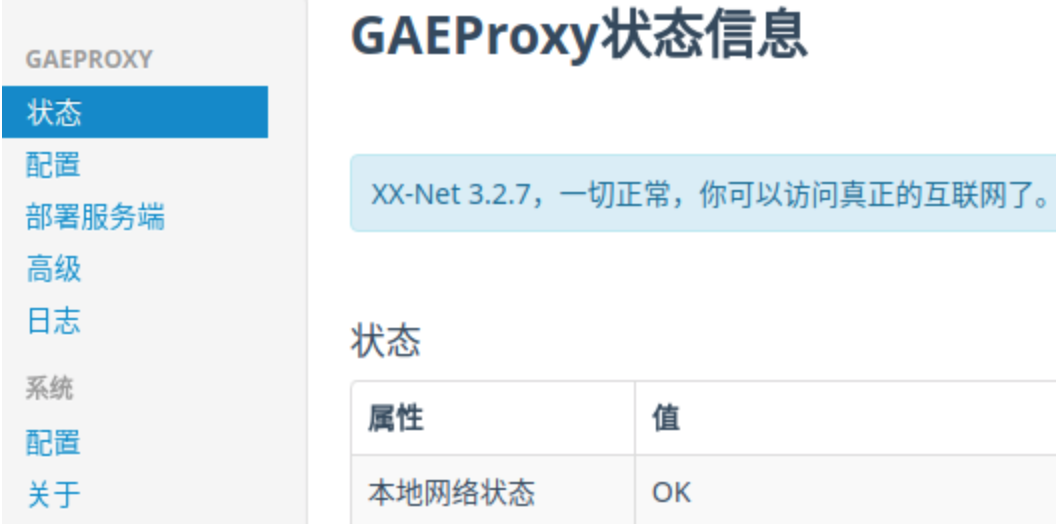 GAEPROXY
状态
配置
部署服务端
高级
日志
系统
配置
关于
GAEProxy状态信息
XX-Net 3.2.7，一切正常，你可以访问真正的互联网了。
状态
属性 值
本地网络状态 OK